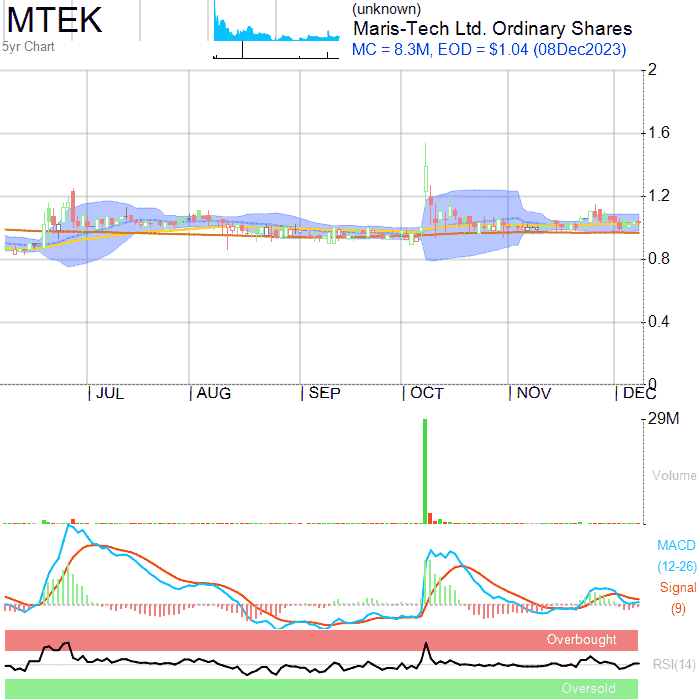 MTEK
5yr Chart
(unknown)
Maris-Tech Ltd. Ordinary Shares
MC = 8.3M, EOD = $1.04 (08Dec2023)
2
1.6
1.2
0.8
0.4
0
JUL
AUG
SEP
OCT
NOV
DEC
29M
Volume
MACD
(12-26)
Signal
(9)
Overbought
RSI(14)
Oversold